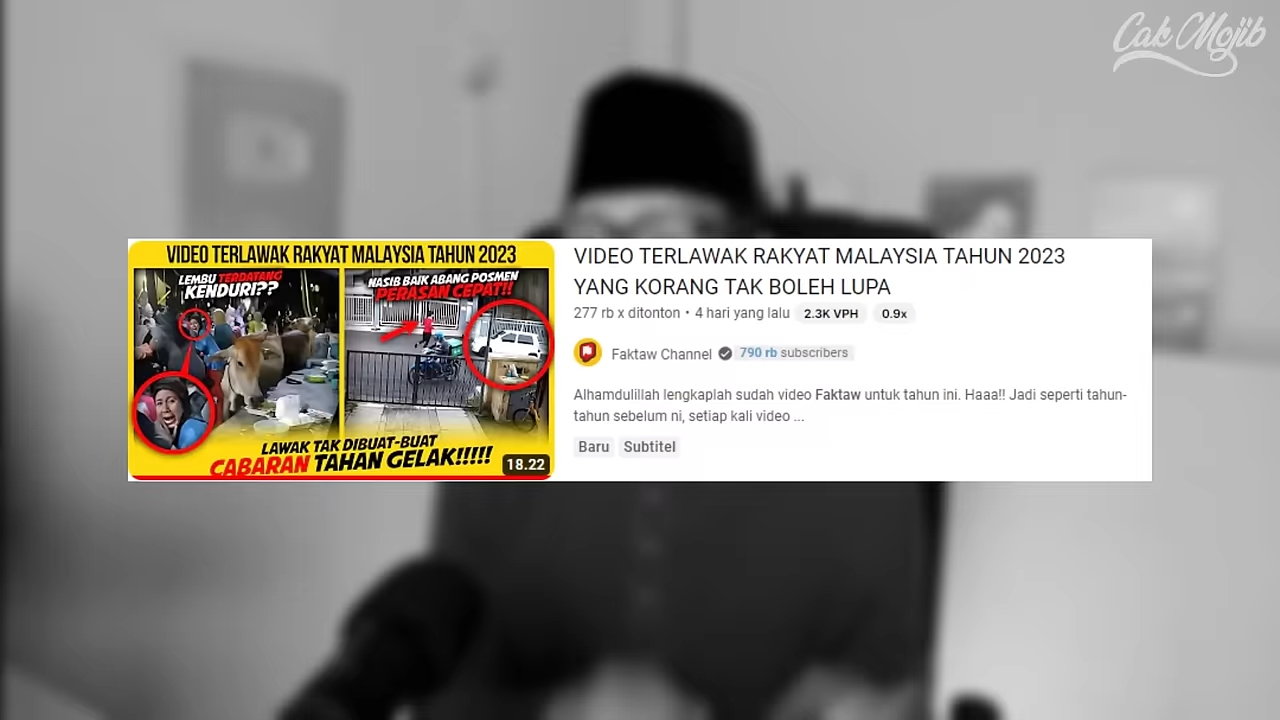 Cak Mojib
VIDEO TERLAWAK RAKYAT MALAYSIA TAHUN 2023
LEMBU TERDATANG
KENDURI??
NASIB BAIK ABANG POSMEN
PERASAN CEPAT!!
LAWAK TAK DIBUAT-BUAT
CABARAN TAHAN GELAK!!!!!
18.22
VIDEO TERLAWAK RAKYAT MALAYSIA TAHUN 2023
YANG KORANG TAK BOLEH LUPA
277 rb x ditonton • 4 hari yang lalu 2.3K VPH 0.9x
Faktaw Channel 790 rb subscribers
Alhamdulillah lengkaplah sudah video Faktaw untuk tahun ini. Haaa!! Jadi seperti tahun-
tahun sebelum ni, setiap kali video ...
Baru Subtitel